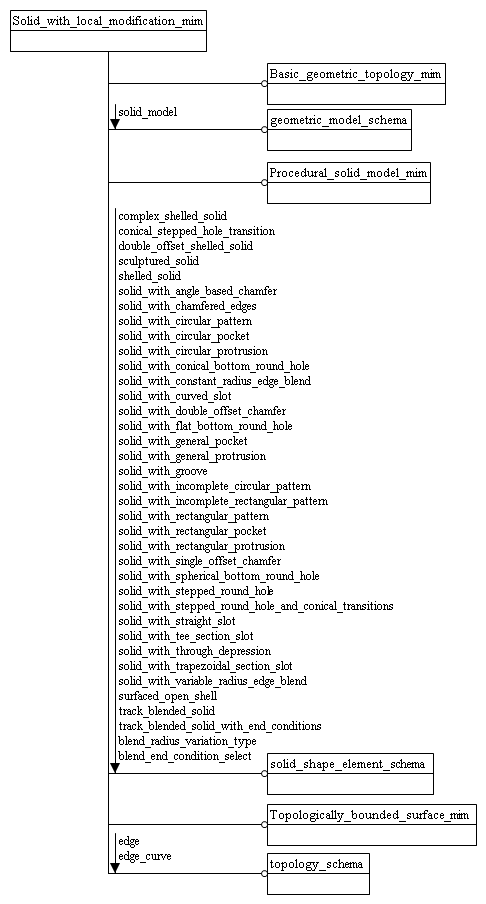 Solid_with_local_modification_mim
Basic_geometric_topology_mim
solid_model
geometric_model_schema
Procedural_solid_model_mim
complex_shelled_solid
conical_stepped_hole_transition
double_offset_shelled_solid
sculptured_solid
shelled_solid
solid_with_angle_based_chamfer
solid_with_chamfered_edges
solid_with_circular_pattern
solid_with_circular_pocket
solid_with_circular_protrusion
solid_with_conical_bottom_round_hole
solid_with_constant_radius_edge_blend
solid_with_curved_slot
solid_with_double_offset_chamfer
solid_with_flat_bottom_round_hole
solid_with_general_pocket
solid_with_general_protrusion
solid_with_groove
solid_with_incomplete_circular_pattern
solid_with_incomplete_rectangular_pattern
solid_with_rectangular_pattern
solid_with_rectangular_pocket
solid_with_rectangular_protrusion
solid_with_single_offset_chamfer
solid_with_spherical_bottom_round_hole
solid_with_stepped_round_hole
solid_with_stepped_round_hole_and_conical_transitions
solid_with_straight_slot
solid_with_tee_section_slot
solid_with_through_depression
solid_with_trapezoidal_section_slot
solid_with_variable_radius_edge_blend
surfaced_open_shell
track_blended_solid
track_blended_solid_with_end_conditions
blend_radius_variation_type
blend_end_condition_select
solid_shape_element_schema
Topologically_bounded_surface_mim
edge
edge_curve
topology_schema